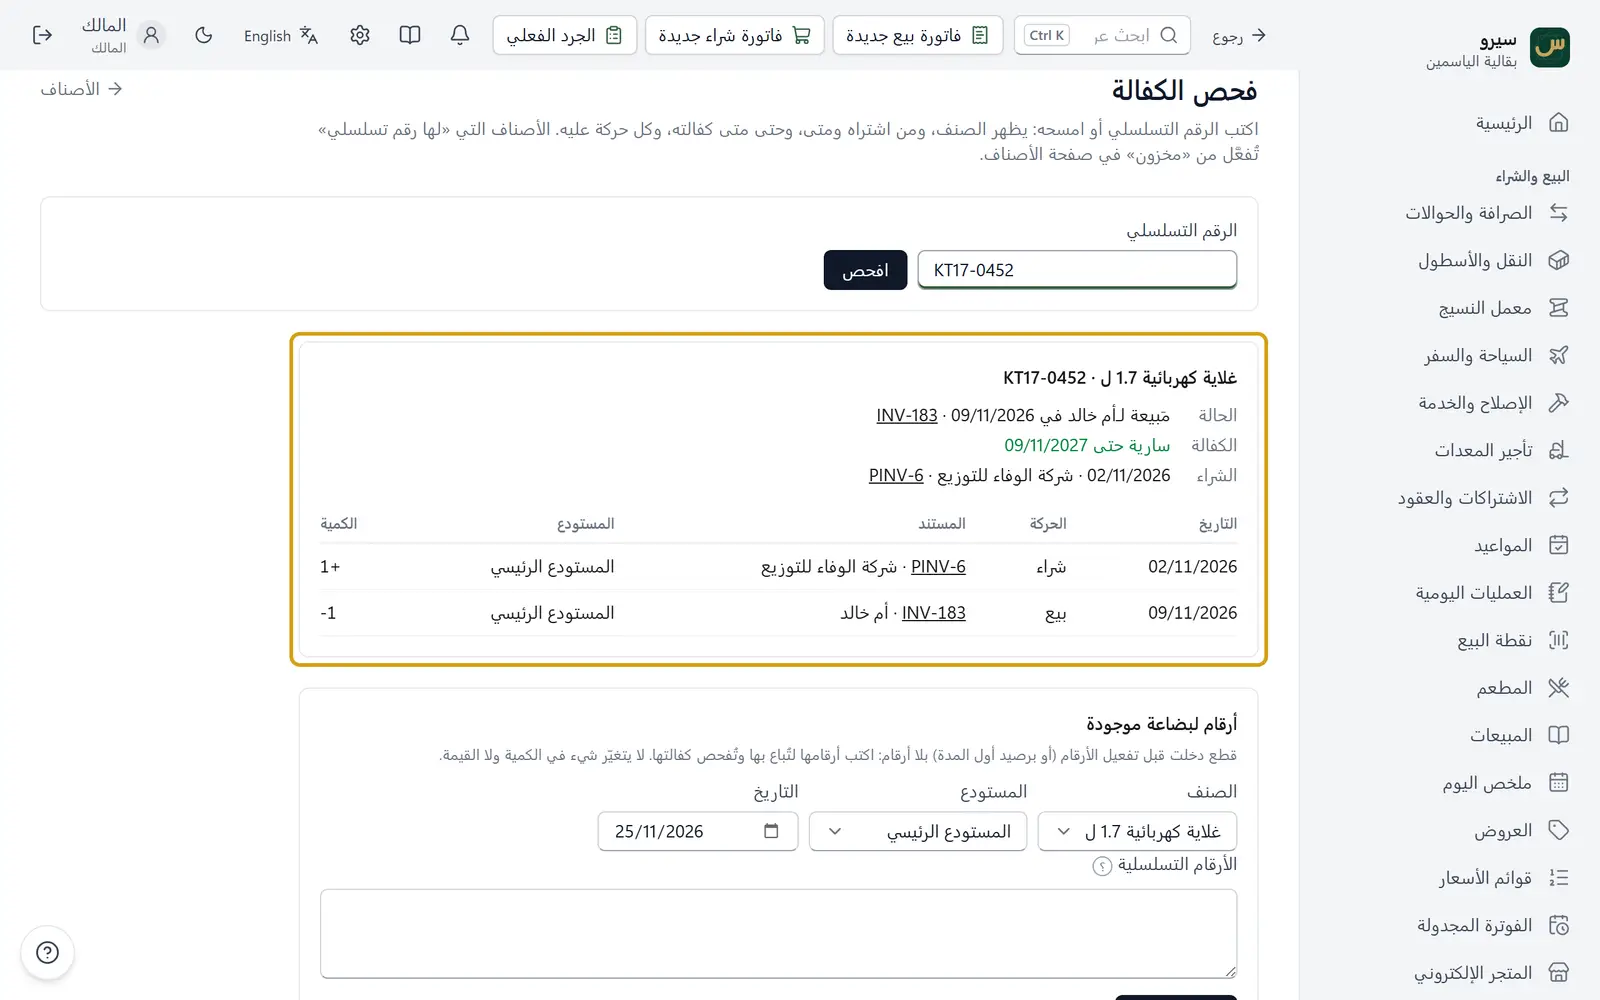 سيرو
بقالية الياسمين
رجوع
ابحث عر
Ctrl K
فاتورة بيع جديدة
فاتورة شراء جديدة
الجرد الفعلي
English
المالك
المالك
الرئيسية
البيع والشراء
الصرافة والحوالات
النقل والأسطول
معمل النسيج
السياحة والسفر
الإصلاح والخدمة
تأجير المعدات
الاشتراكات والعقود
المواعيد
العمليات اليومية
نقطة البيع
المطعم
المبيعات
ملخص اليوم
العروض
قوائم الأسعار
الفوترة المجدولة
المتجر الإلكتروني
فحص الكفالة
الأصناف
اكتب الرقم التسلسلي أو امسحه: يظهر الصنف، ومن اشتراه ومتى، وحتى متى كفالته، وكل حركة عليه. الأصناف التي «لها رقم تسلسلي»
تُفعَّل من «مخزون» في صفحة الأصناف.
الرقم التسلسلي
KT17-0452
افحص
غلاية كهربائية 1.7 ل · KT17-0452
الحالة مَبيعة لـأم خالد في 09/11/2026 · INV-183
الكفالة سارية حتى 09/11/2027
الشراء 02/11/2026 · شركة الوفاء للتوزيع · PINV-6
التاريخ الحركة المستند المستودع الكمية
02/11/2026 شراء PINV-6 · شركة الوفاء للتوزيع المستودع الرئيسي +1
09/11/2026 بيع INV-183 · أم خالد المستودع الرئيسي -1
أرقام لبضاعة موجودة
قطع دخلت قبل تفعيل الأرقام (أو برصيد أول المدة) بلا أرقام: اكتب أرقامها لتُباع بها وتُفحص كفالتها. لا يتغيّر شيء في الكمية ولا القيمة.
الصنف المستودع التاريخ
غلاية كهربائية 1.7 ل المستودع الرئيسي 25/11/2026
الأرقام التسلسلية ؟